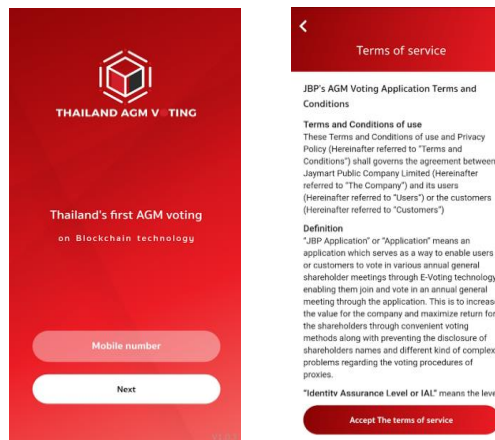 THAILAND AGM V TING
Thailand's first AGM voting
on Blockchain technology
Mobile number
Next
Terms of service
JBP's AGM Voting Application Terms and
Conditions
Terms and Conditions of use
These Terms and Conditions of use and Privacy
Policy (Hereinafter referred to "Terms and
Conditions") shall governs the agreement between
Jaymart Public Company Limited (Hereinafter
referred to "The Company") and its users
(Hereinafter referred to "Users") or the customers
(Hereinafter referred to "Customers")
Definition
"JBP Application" or "Application" means an
application which serves as a way to enable users
or customers to vote in various annual general
shareholder meetings through E-Voting technology
enabling them join and vote in an annual general
meeting through the application. This is to increase
the value for the company and maximize return for
the shareholders through convenient voting
methods along with preventing the disclosure of
shareholders names and different kind of complex
problems regarding the voting procedures of
proxies.
"Identity Assurance Level or IAL" means the leve
Accept The terms of service